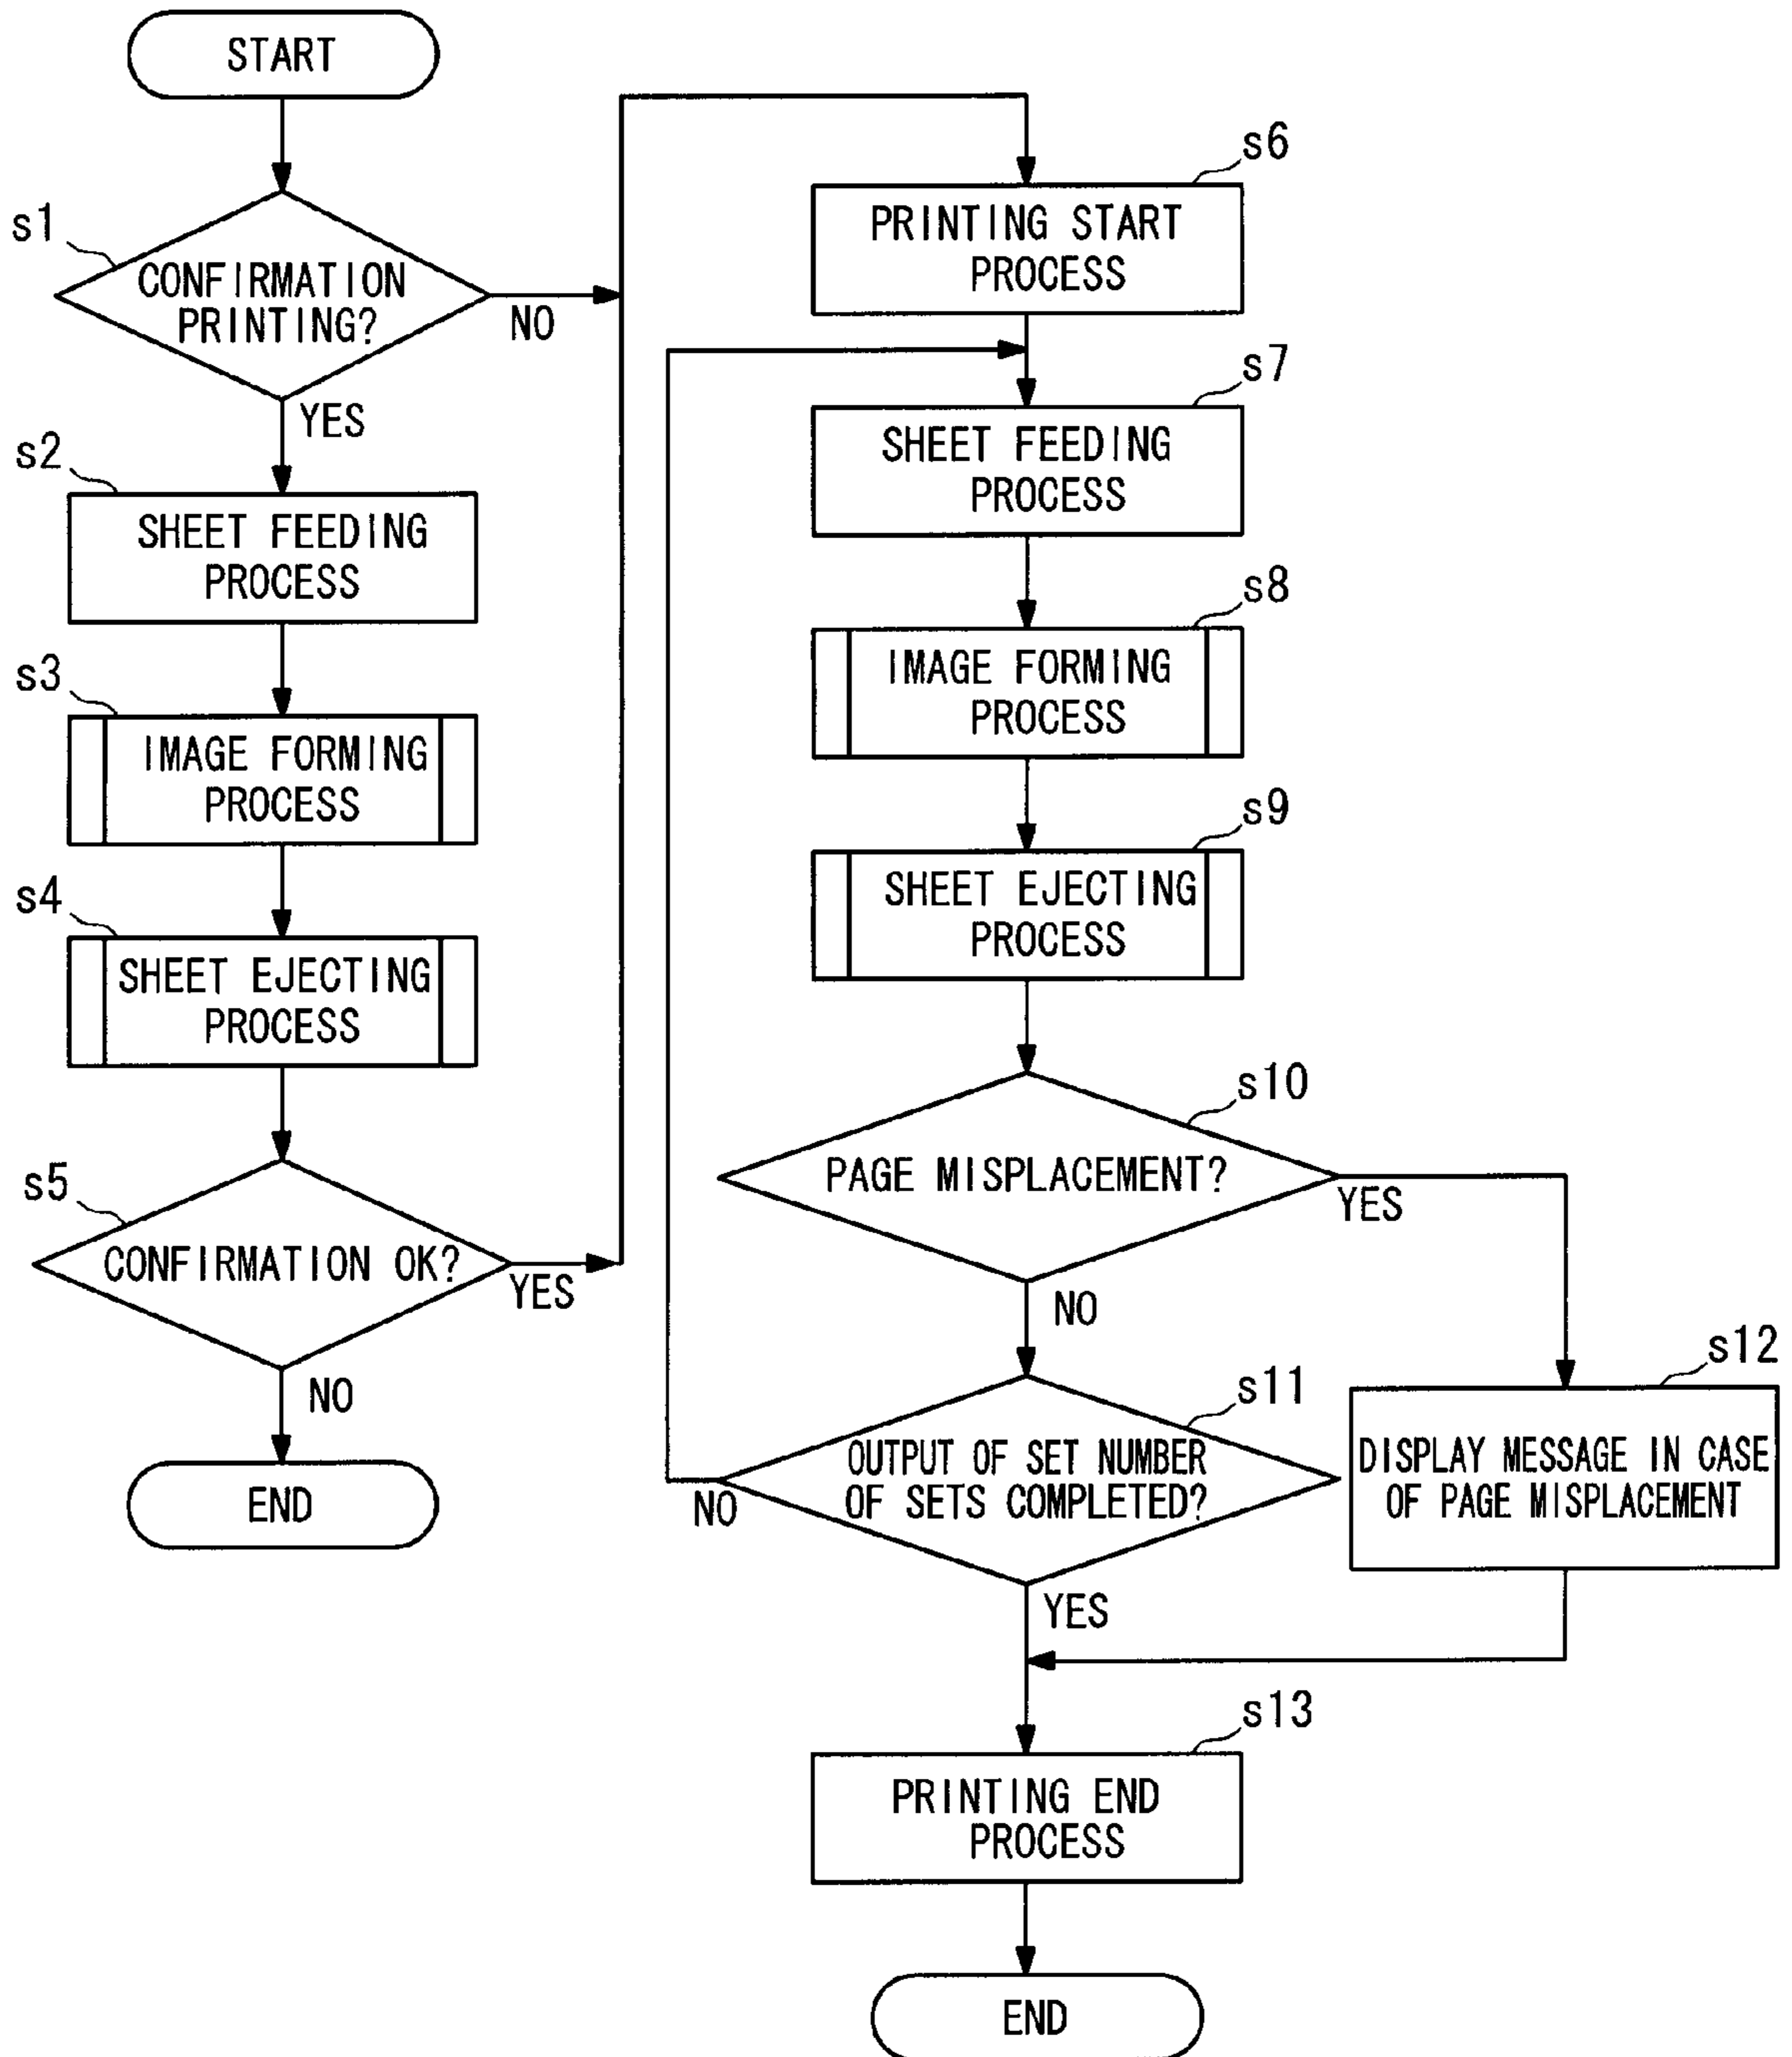 START
s1
CONFIRMATION
PRINTING?
NO
YES
s2
SHEET FEEDING
PROCESS
s3
IMAGE FORMING
PROCESS
s4
SHEET EJECTING
PROCESS
s5
CONFIRMATION OK?
YES
NO
END
s6
PRINTING START
PROCESS
s7
SHEET FEEDING
PROCESS
s8
IMAGE FORMING
PROCESS
s9
SHEET EJECTING
PROCESS
s10
PAGE MISPLACEMENT?
YES
NO
s11
OUTPUT OF SET NUMBER
OF SETS COMPLETED?
NO
YES
s12
DISPLAY MESSAGE IN CASE
OF PAGE MISPLACEMENT
s13
PRINTING END
PROCESS
END